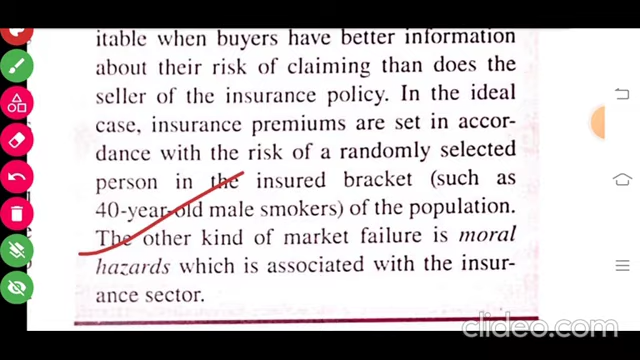 itable when buyers have better information
about their risk of claiming than does the
seller of the insurance policy. In the ideal
case, insurance premiums are set in accor-
dance with the risk of a randomly selected
person in the insured bracket (such as
40-year-old male smokers) of the population.
The other kind of market failure is moral
hazards which is associated with the insur-
ance sector.
clideo.com